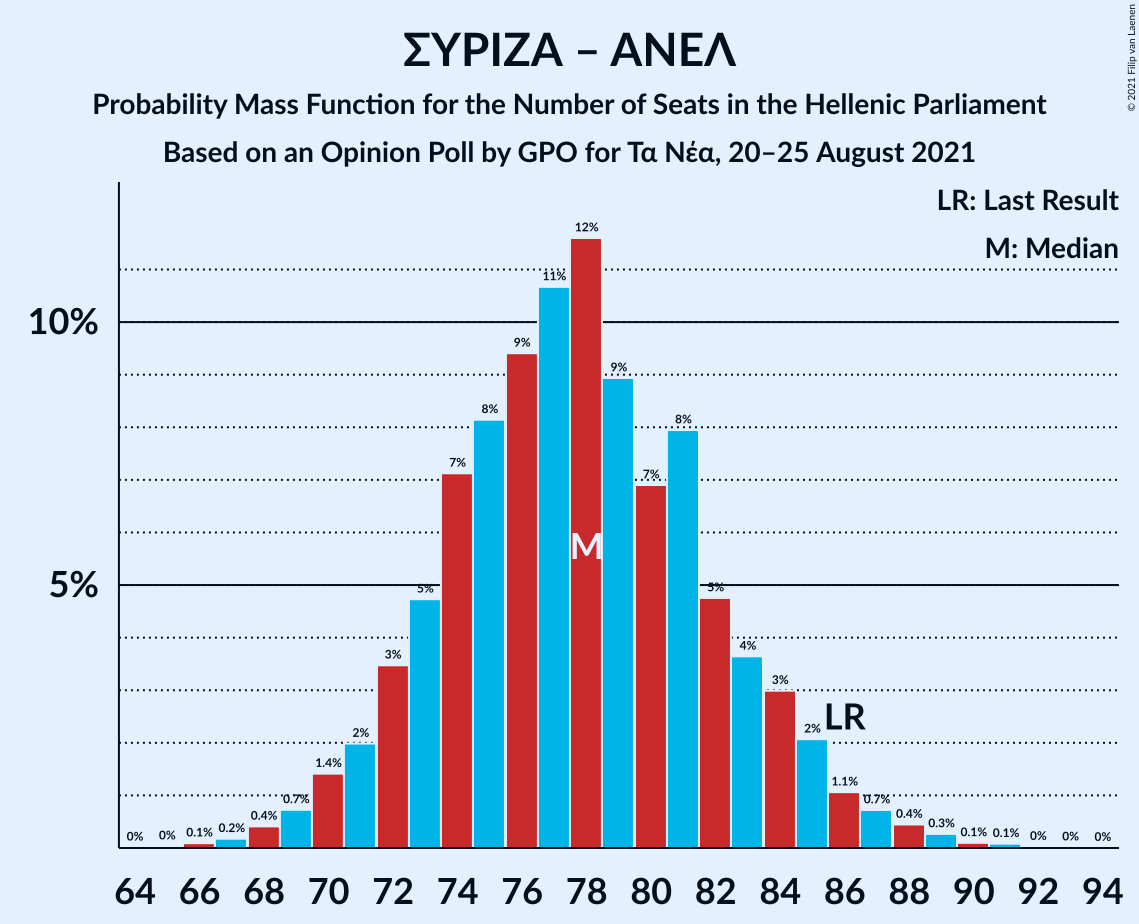 ΣΥΡΙΖΑ – ΑΝΕΛ
Probability Mass Function for the Number of Seats in the Hellenic Parliament
Based on an Opinion Poll by GPO for Τα Νέα, 20–25 August 2021
© 2021 Filip van Laenen
LR: Last Result
M: Median
12%
11%
10%
9%
9%
8%
8%
7%
7%
M
5%
5%
5%
4%
3%
3%
LR
2%
2%
1.4%
1.1%
0.7%
0.7%
0.4%
0.4%
0% 0% 0.1% 0.2% 0.3% 0.1% 0.1% 0% 0% 0%
64 66 68 70 72 74 76 78 80 82 84 86 88 90 92 94